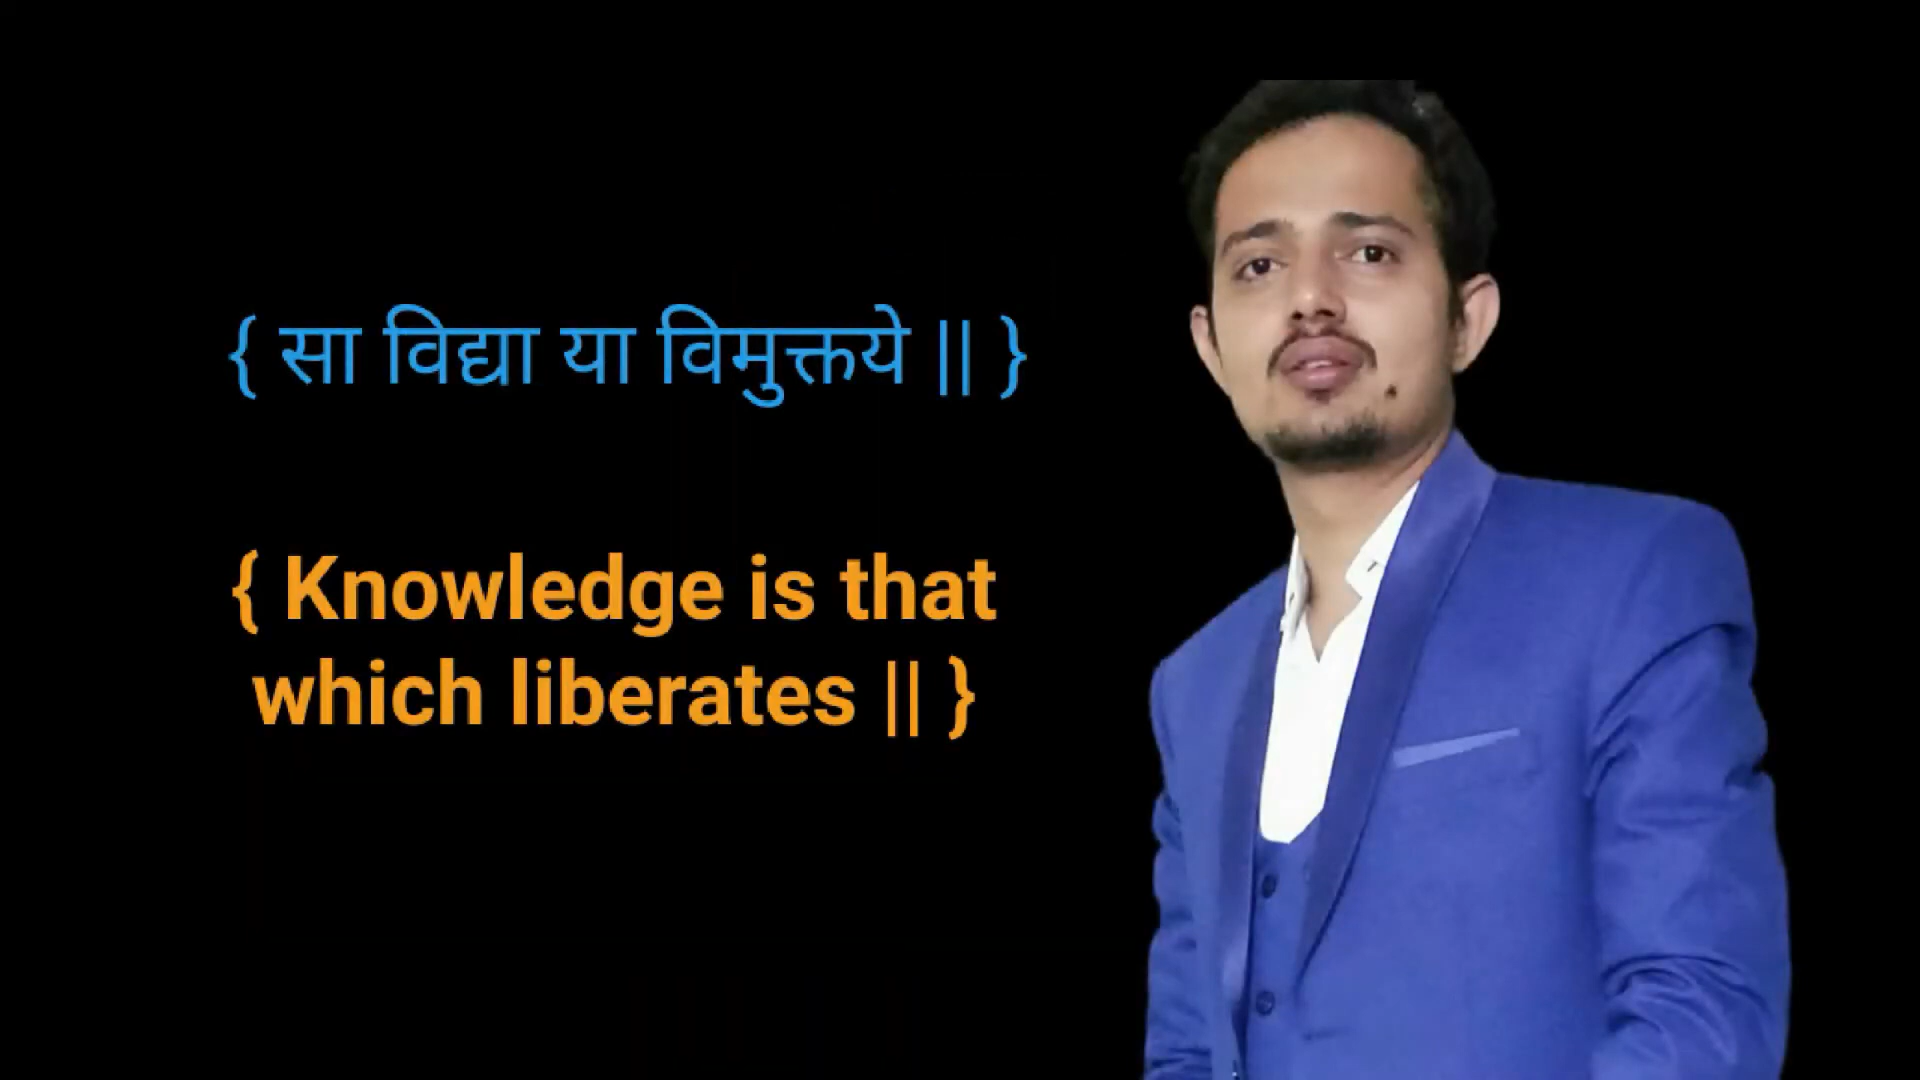 { सा विद्या या विमुक्तये || }
{ Knowledge is that
which liberates || }